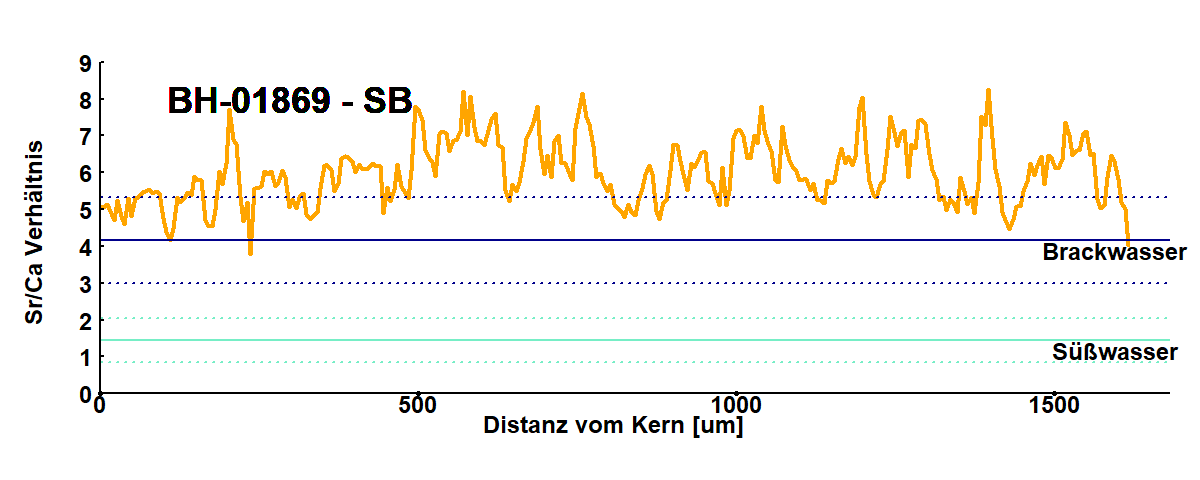 BH-01869 - SB
Sr/Ca Verhältnis
9
8
7
6
5
4
3
2
1
0
Brackwasser
Süßwasser
0 500 1000 1500
Distanz vom Kern [um]